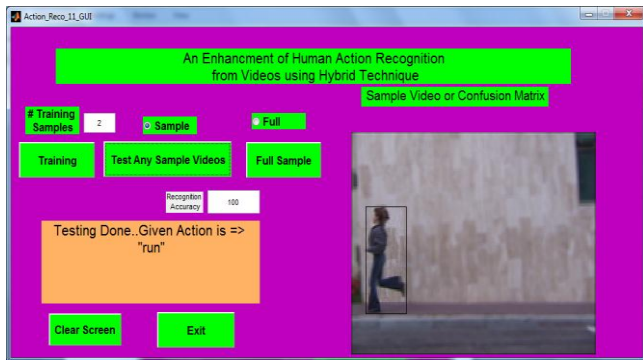 Action_Reco_11_GUI
An Enhancment of Human Action Recognition
from Videos using Hybrid Technique
Sample Video or Confusion Matrix
# Training
Samples
2
Sample
Full
Training
Test Any Sample Videos
Full Sample
Recognition
Accuracy
100
Testing Done..Given Action is =>
"run"
Clear Screen
Exit